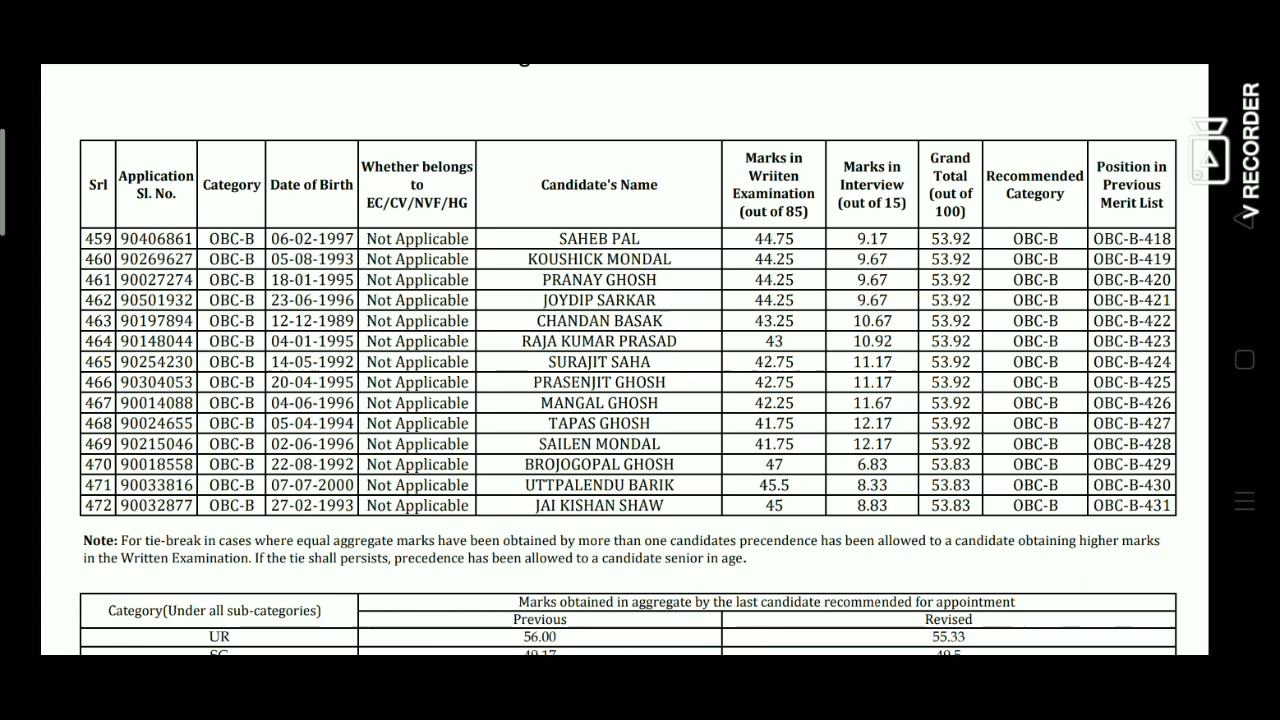 Srl Application Sl. No. Category Date of Birth Whether belongs to EC/CV/NVF/HG Candidate's Name Marks in Wriiten Examination (out of 85) Marks in Interview (out of 15) Grand Total (out of 100) Recommended Category Position in Previous Merit List
459 90406861 OBC-B 06-02-1997 Not Applicable SAHEB PAL 44.75 9.17 53.92 OBC-B OBC-B-418
460 90269627 OBC-B 05-08-1993 Not Applicable KOUSHICK MONDAL 44.25 9.67 53.92 OBC-B OBC-B-419
461 90027274 OBC-B 18-01-1995 Not Applicable PRANAY GHOSH 44.25 9.67 53.92 OBC-B OBC-B-420
462 90501932 OBC-B 23-06-1996 Not Applicable JOYDIP SARKAR 44.25 9.67 53.92 OBC-B OBC-B-421
463 90197894 OBC-B 12-12-1989 Not Applicable CHANDAN BASAK 43.25 10.67 53.92 OBC-B OBC-B-422
464 90148044 OBC-B 04-01-1995 Not Applicable RAJA KUMAR PRASAD 43 10.92 53.92 OBC-B OBC-B-423
465 90254230 OBC-B 14-05-1992 Not Applicable SURAJIT SAHA 42.75 11.17 53.92 OBC-B OBC-B-424
466 90304053 OBC-B 20-04-1995 Not Applicable PRASENJIT GHOSH 42.75 11.17 53.92 OBC-B OBC-B-425
467 90014088 OBC-B 04-06-1996 Not Applicable MANGAL GHOSH 42.25 11.67 53.92 OBC-B OBC-B-426
468 90024655 OBC-B 05-04-1994 Not Applicable TAPAS GHOSH 41.75 12.17 53.92 OBC-B OBC-B-427
469 90215046 OBC-B 02-06-1996 Not Applicable SAILEN MONDAL 41.75 12.17 53.92 OBC-B OBC-B-428
470 90018558 OBC-B 22-08-1992 Not Applicable BROJOGOPAL GHOSH 47 6.83 53.83 OBC-B OBC-B-429
471 90033816 OBC-B 07-07-2000 Not Applicable UTTPALENDU BARIK 45.5 8.33 53.83 OBC-B OBC-B-430
472 90032877 OBC-B 27-02-1993 Not Applicable JAI KISHAN SHAW 45 8.83 53.83 OBC-B OBC-B-431
Note: For tie-break in cases where equal aggregate marks have been obtained by more than one candidates precendence has been allowed to a candidate obtaining higher marks
in the Written Examination. If the tie shall persists, precedence has been allowed to a candidate senior in age.
Category(Under all sub-categories) Marks obtained in aggregate by the last candidate recommended for appointment
Previous Revised
UR 56.00 55.33
V RECORDER